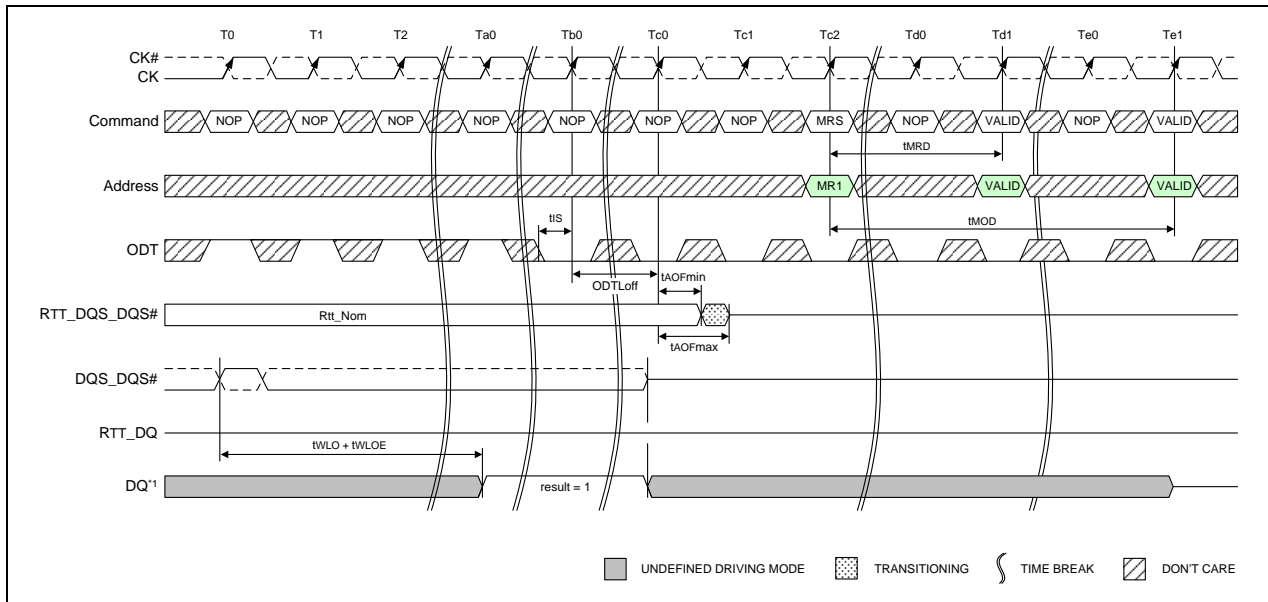 T0 T1 T2 Ta0 Tb0 Tc0 Tc1 Tc2 Td0 Td1 Te0 Te1
CK#
CK
Command NOP NOP NOP NOP NOP NOP NOP MRS NOP VALID NOP VALID
tMRD
Address MR1 VALID VALID
tIS
tMOD
ODT
ODTLoff
tAOFmin
RTT_DQS_DQS# Rtt_Nom
tAOFmax
DQS_DQS#
RTT_DQ
tWLO + tWLOE
DQ*1 result = 1
UNDEFINED DRIVING MODE TRANSITIONING TIME BREAK DON'T CARE